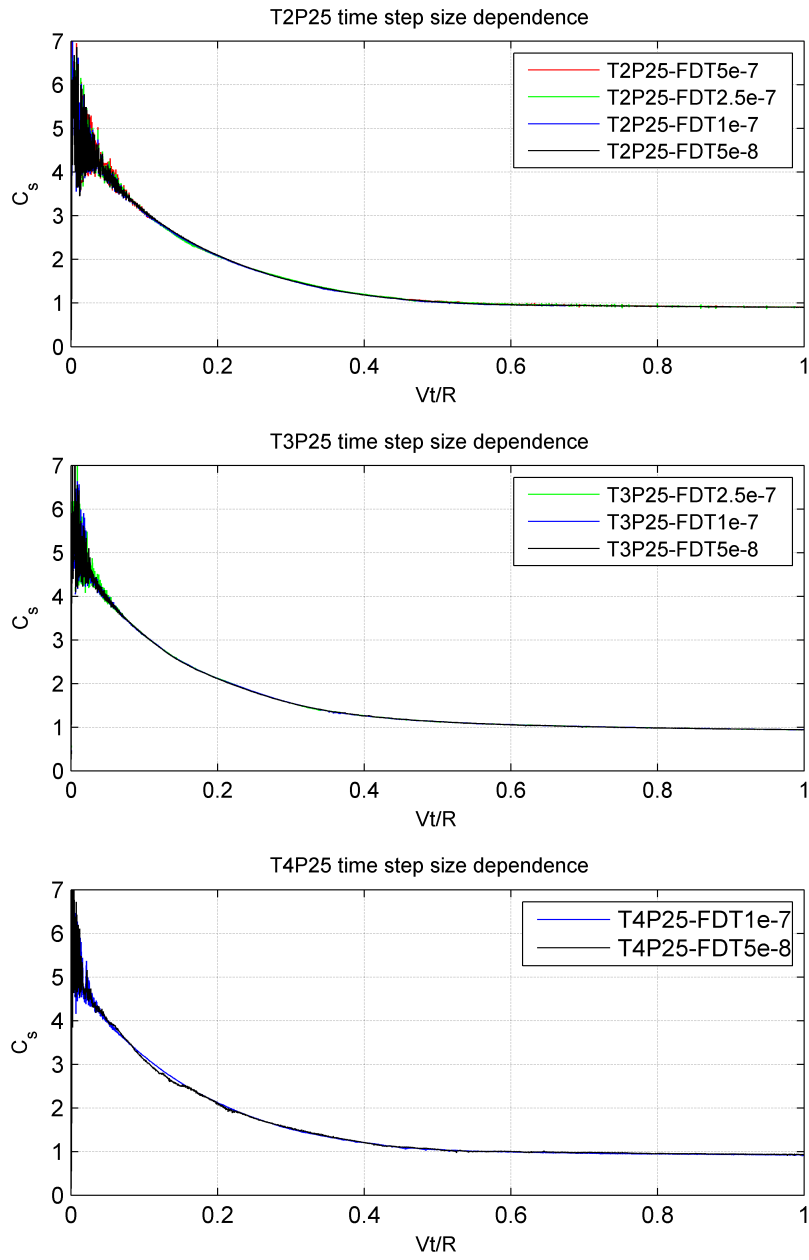 T2P25 time step size dependence
7
6
5
4
3
2
1
0
C_s
T2P25-FDT5e-7
T2P25-FDT2.5e-7
T2P25-FDT1e-7
T2P25-FDT5e-8
0 0.2 0.4 0.6 0.8 1
Vt/R
T3P25 time step size dependence
7
6
5
4
3
2
1
0
C_s
T3P25-FDT2.5e-7
T3P25-FDT1e-7
T3P25-FDT5e-8
0 0.2 0.4 0.6 0.8 1
Vt/R
T4P25 time step size dependence
7
6
5
4
3
2
1
0
C_s
T4P25-FDT1e-7
T4P25-FDT5e-8
0 0.2 0.4 0.6 0.8 1
Vt/R